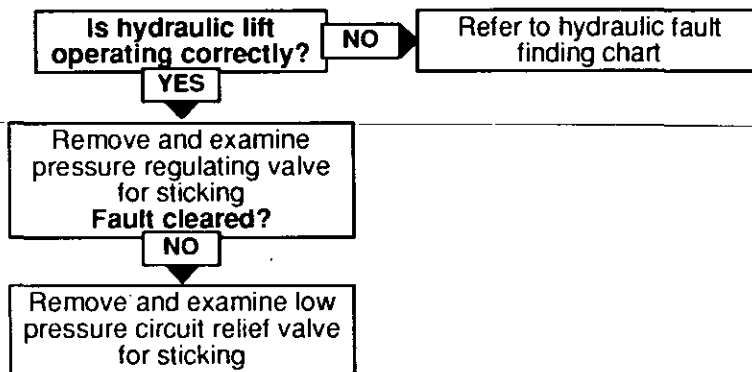 Is hydraulic lift
operating correctly?
NO
Refer to hydraulic fault
finding chart
YES
Remove and examine
pressure regulating valve
for sticking
Fault cleared?
NO
Remove and examine low
pressure circuit relief valve
for sticking